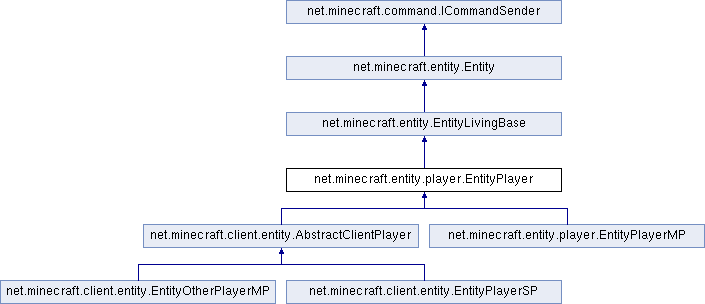 net.minecraft.command.ICommandSender
net.minecraft.entity.Entity
net.minecraft.entity.EntityLivingBase
net.minecraft.entity.player.EntityPlayer
net.minecraft.client.entity.AbstractClientPlayer
net.minecraft.entity.player.EntityPlayerMP
net.minecraft.client.entity.EntityOtherPlayerMP
net.minecraft.client.entity.EntityPlayerSP